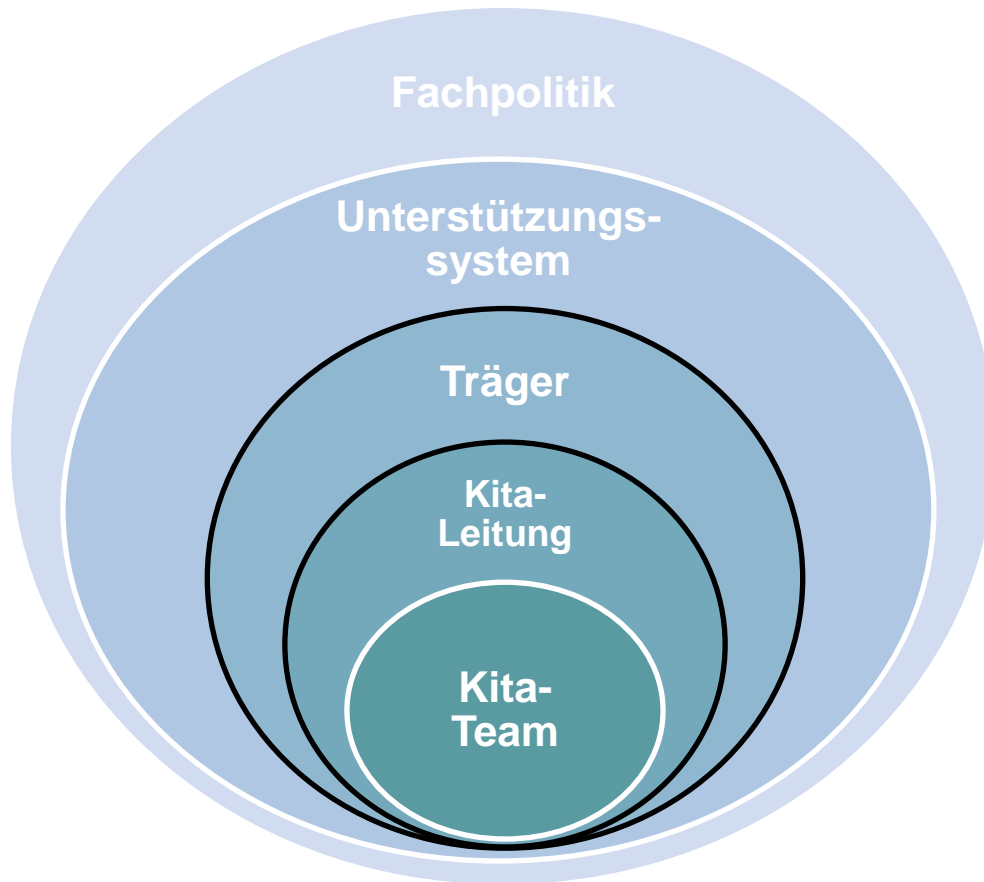 Fachpolitik
Unterstützungs-
system
Träger
Kita-
Leitung
Kita-
Team